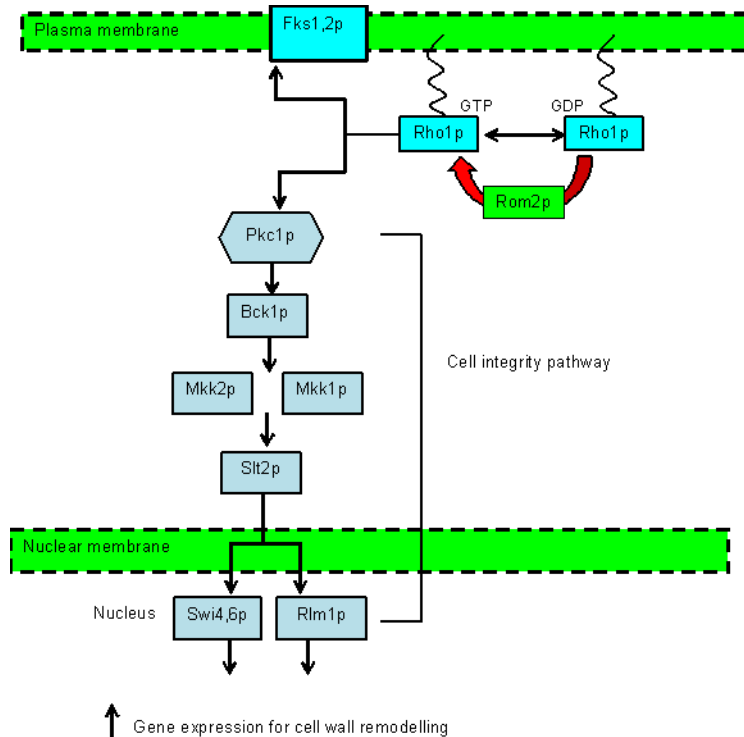 Fks1,2p
Plasma membrane
GTP
GDP
Rho1p
Rho1p
Rom2p
Pkc1p
Bck1p
Cell integrity pathway
Mkk2p
Mkk1p
Slt2p
Nuclear membrane
Nucleus
Swi4,6p
Rlm1p
Gene expression for cell wall remodelling